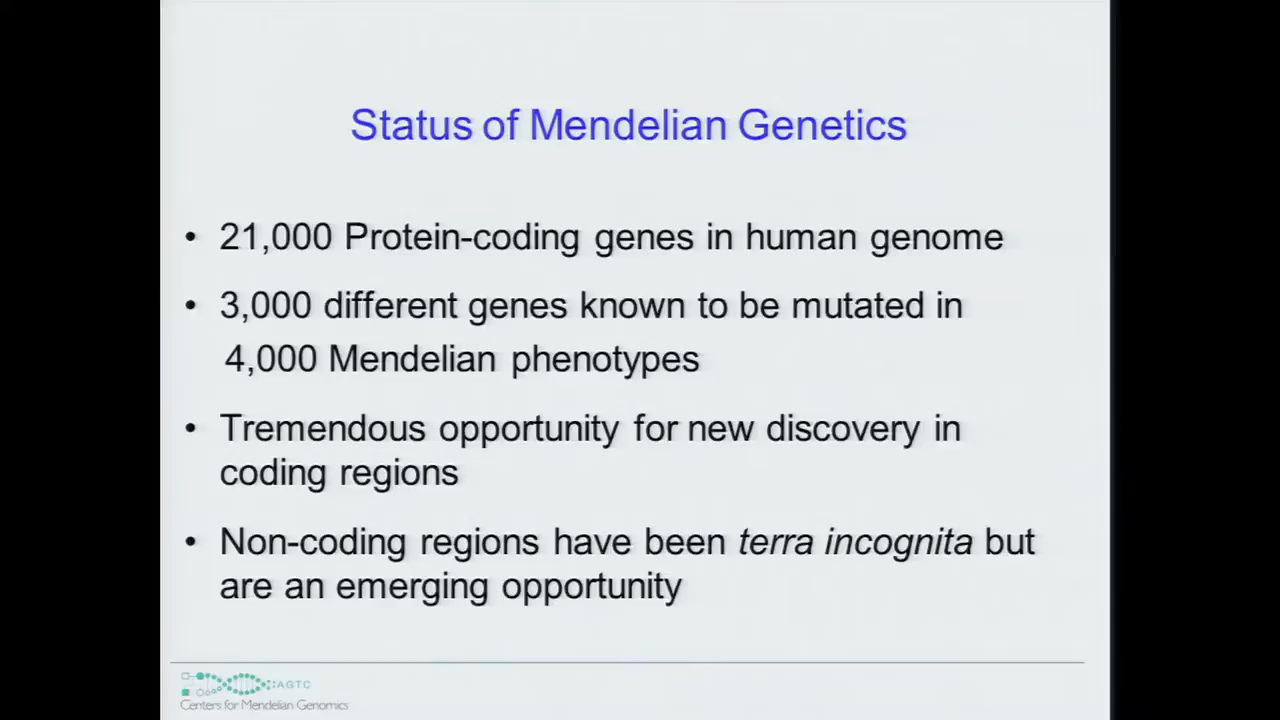 Status of Mendelian Genetics
• 21,000 Protein-coding genes in human genome
• 3,000 different genes known to be mutated in
4,000 Mendelian phenotypes
• Tremendous opportunity for new discovery in
coding regions
• Non-coding regions have been terra incognita but
are an emerging opportunity
AGTC
Centers for Mendelian Genomics